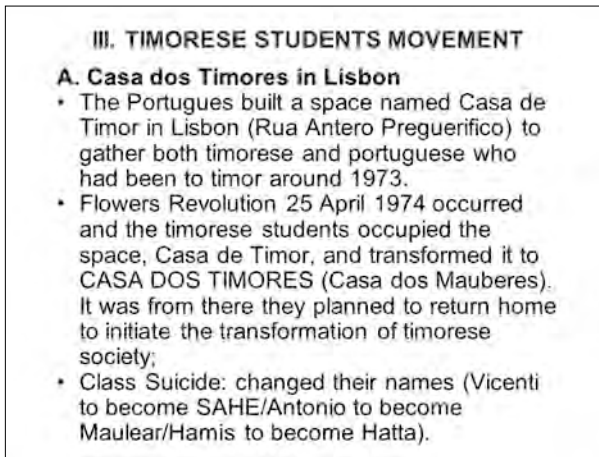 III. TIMORESE STUDENTS MOVEMENT
A. Casa dos Timores in Lisbon
• The Portugues built a space named Casa de
Timor in Lisbon (Rua Antero Preguerifico) to
gather both timorese and portuguese who
had been to timor around 1973.
• Flowers Revolution 25 April 1974 occurred
and the timorese students occupied the
space, Casa de Timor, and transformed it to
CASA DOS TIMORES (Casa dos Mauberes).
It was from there they planned to return home
to initiate the transformation of timorese
society;
• Class Suicide: changed their names (Vicenti
to become SAHE/Antonio to become
Maulear/Hamis to become Hatta).